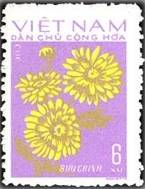 VIỆT NAM
DÂN CHỦ CỘNG HÒA
BƯU CHÍNH
6
XU